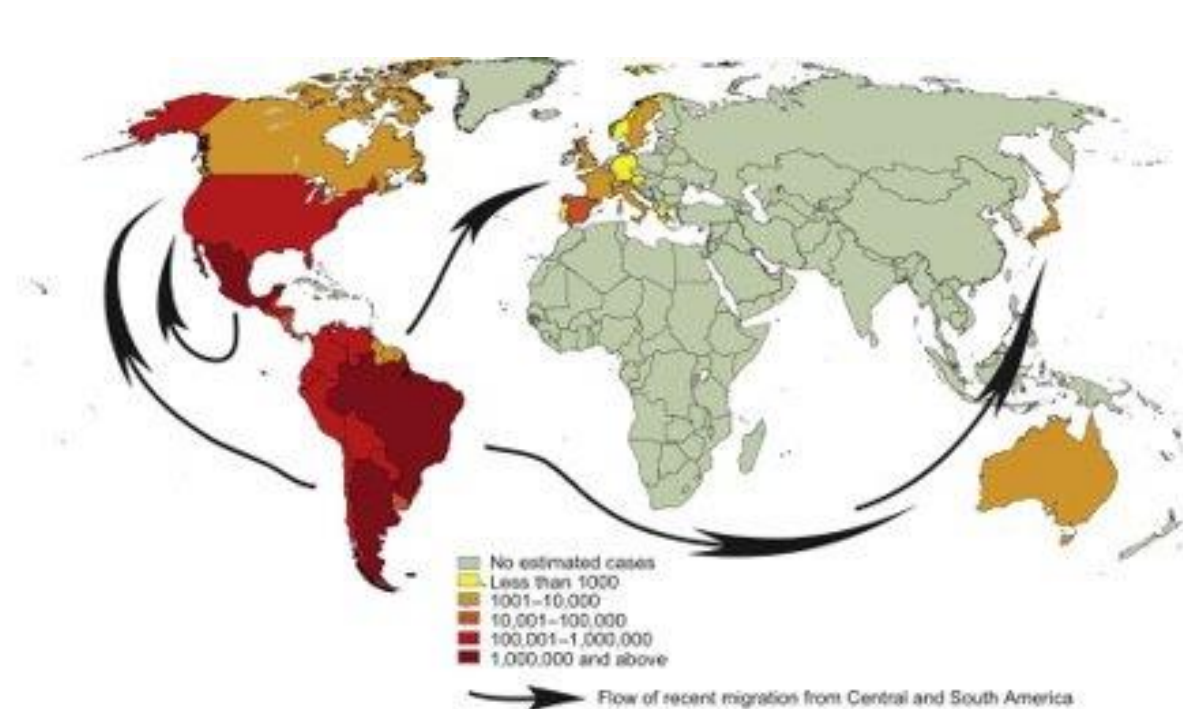 No estimated cases
Less than 1000
1001–10,000
10,001–100,000
100,001–1,000,000
1,000,000 and above
Flow of recent migration from Central and South America